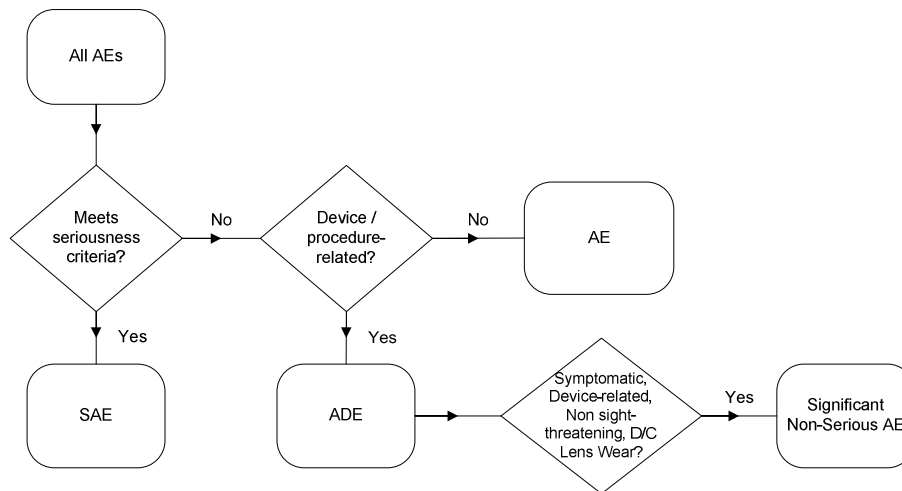 All AEs
Meets
seriousness
criteria?
No
Device /
procedure-
related?
No
AE
Yes
Yes
SAE
ADE
Symptomatic,
Device-related,
Non sight-
threatening, D/C
Lens Wear?
Yes
Significant
Non-Serious AE